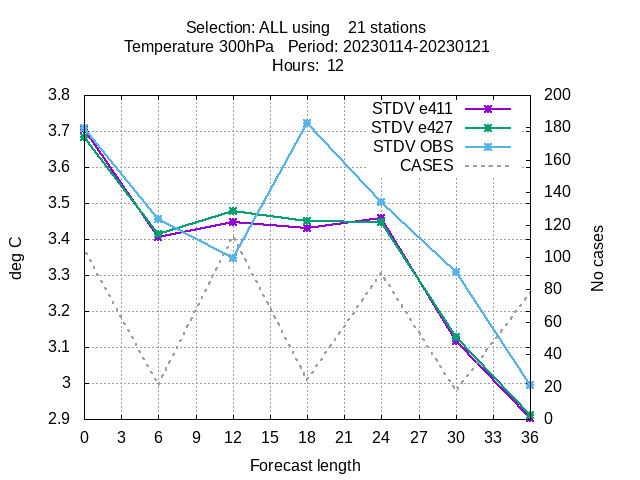 Selection: ALL using    21 stations
Temperature 300hPa   Period: 20230114-20230121
Hours:  12
3.8
3.7
3.6
3.5
3.4
3.3
3.2
3.1
3
2.9
deg C
STDV e411
STDV e427
STDV OBS
CASES
200
180
160
140
120
100
80
60
40
20
0
No cases
0 3 6 9 12 15 18 21 24 27 30 33 36
Forecast length